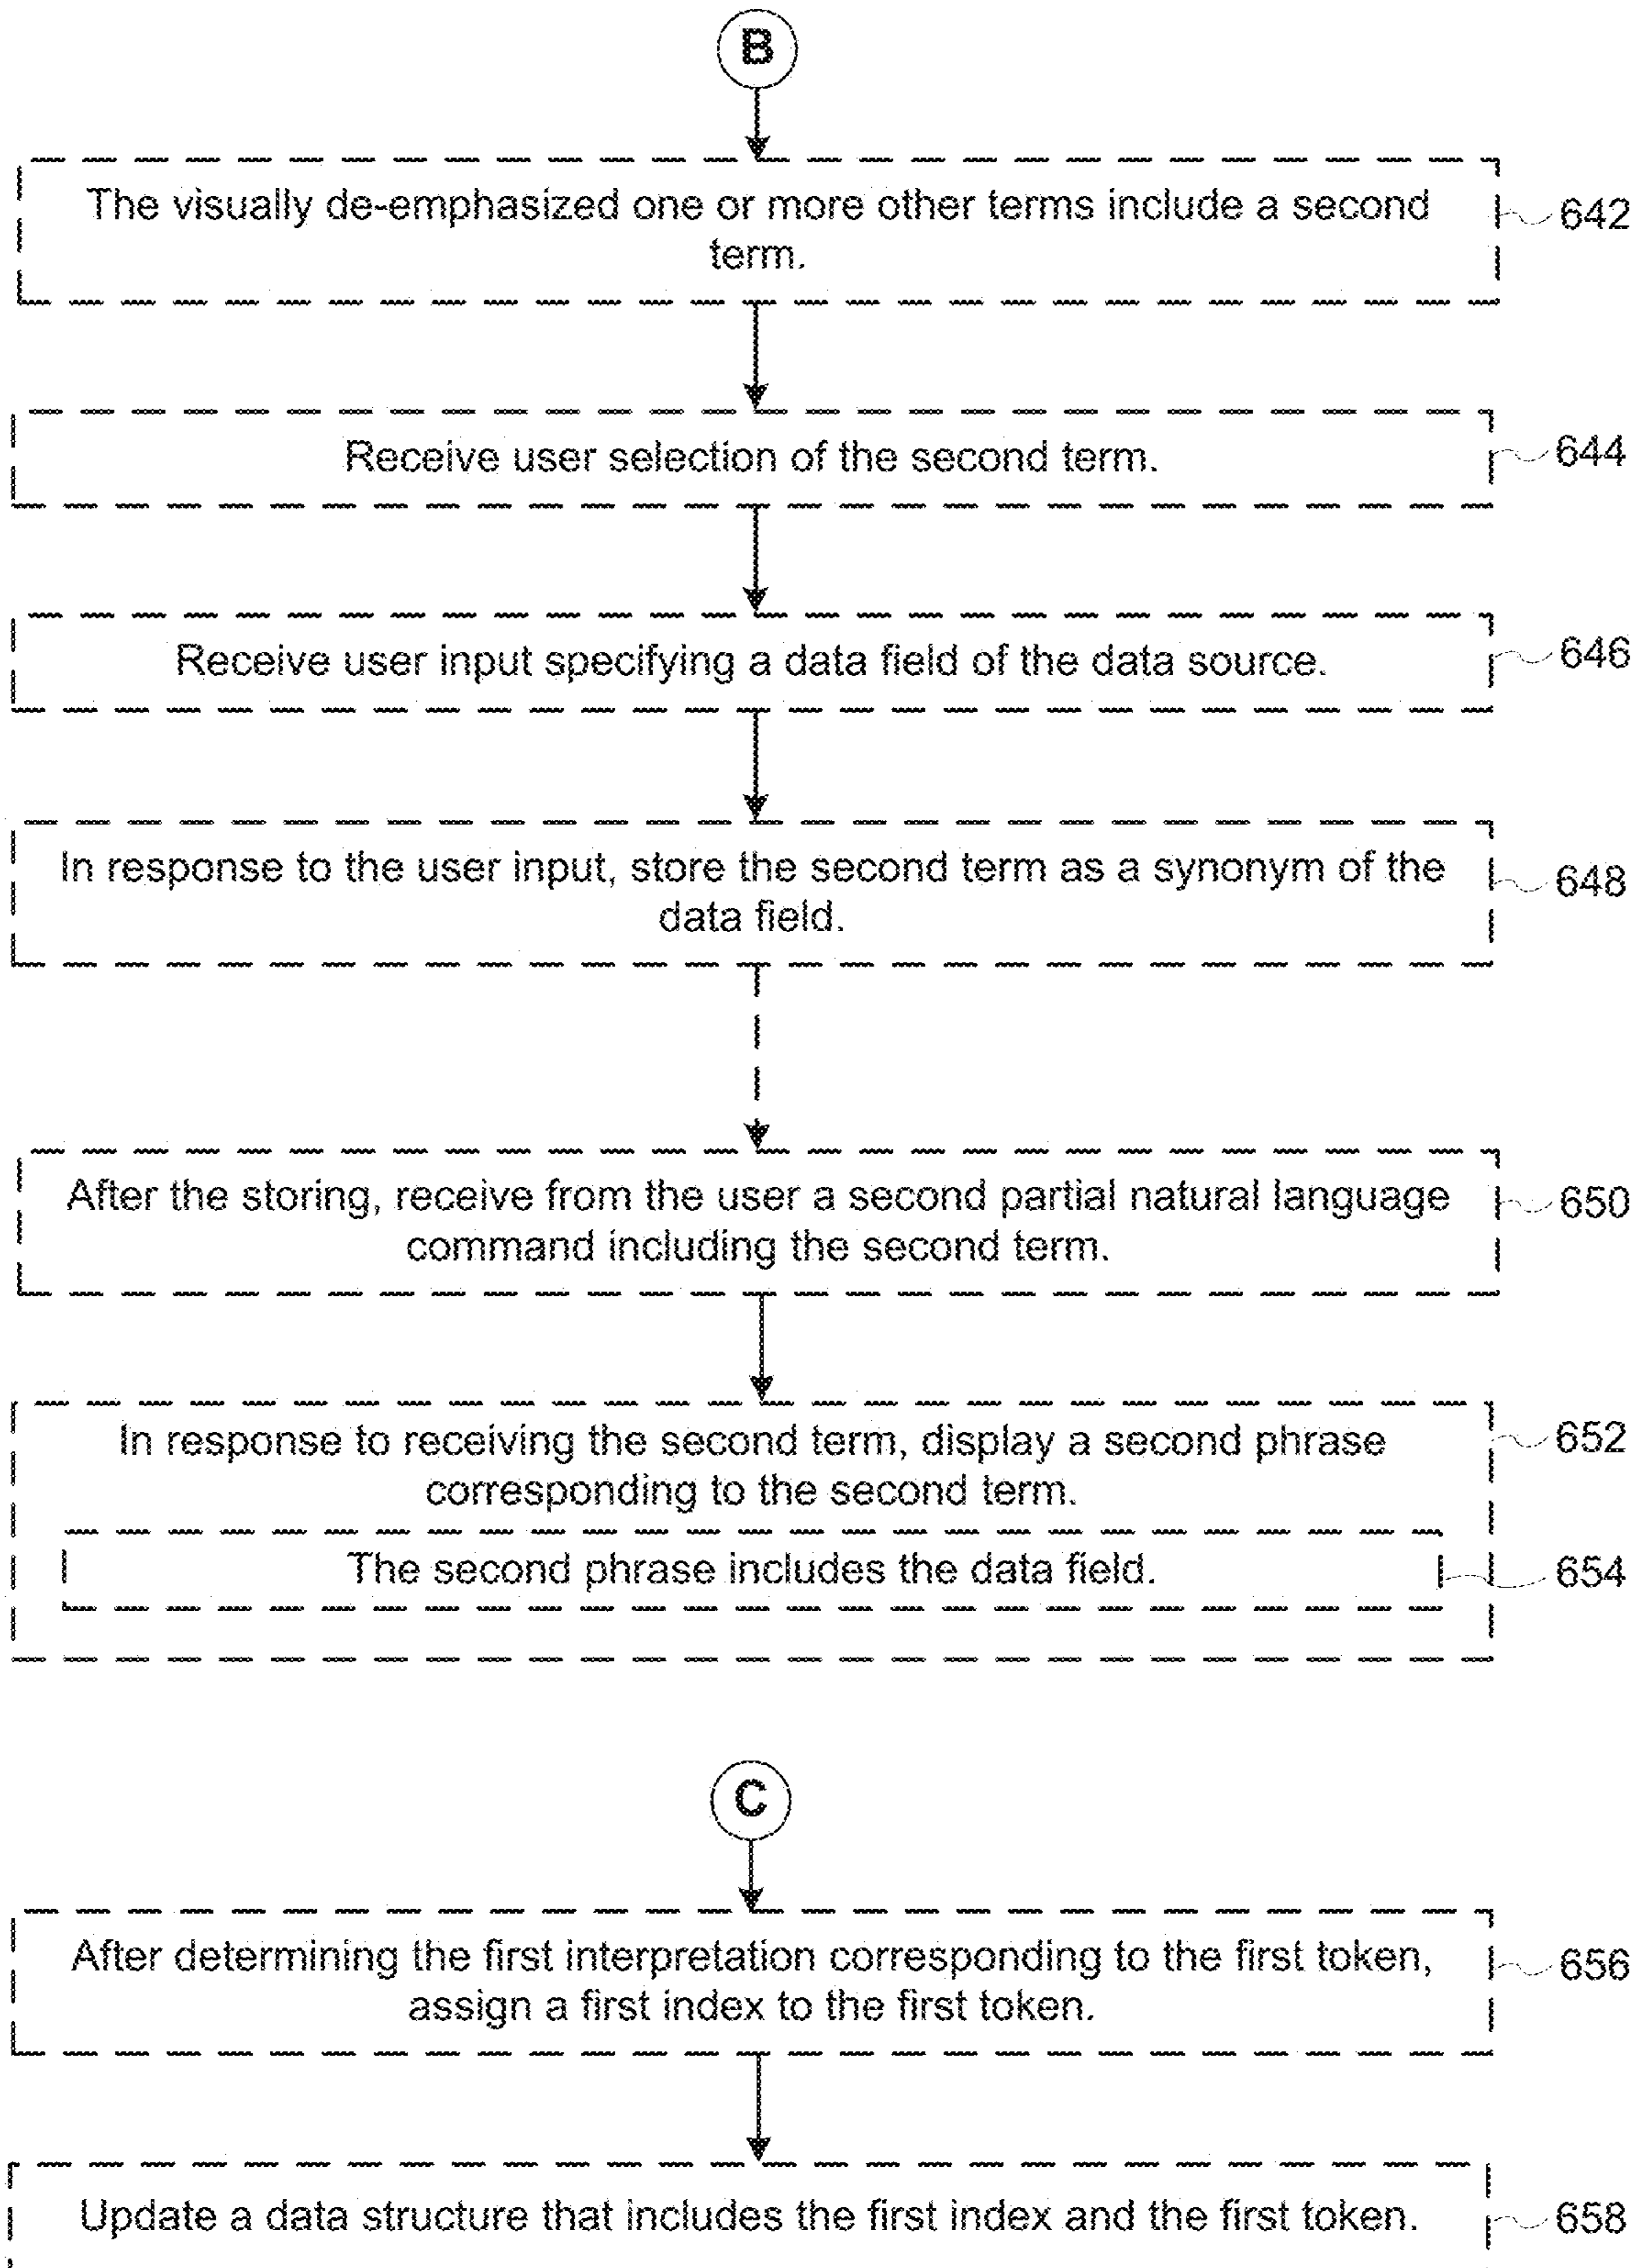 B
The visually de-emphasized one or more other terms include a second
term.
642
Receive user selection of the second term.
644
Receive user input specifying a data field of the data source.
646
In response to the user input, store the second term as a synonym of the
data field.
648
After the storing, receive from the user a second partial natural language
command including the second term.
650
In response to receiving the second term, display a second phrase
corresponding to the second term.
652
The second phrase includes the data field.
654
C
After determining the first interpretation corresponding to the first token,
assign a first index to the first token.
656
Update a data structure that includes the first index and the first token.
658